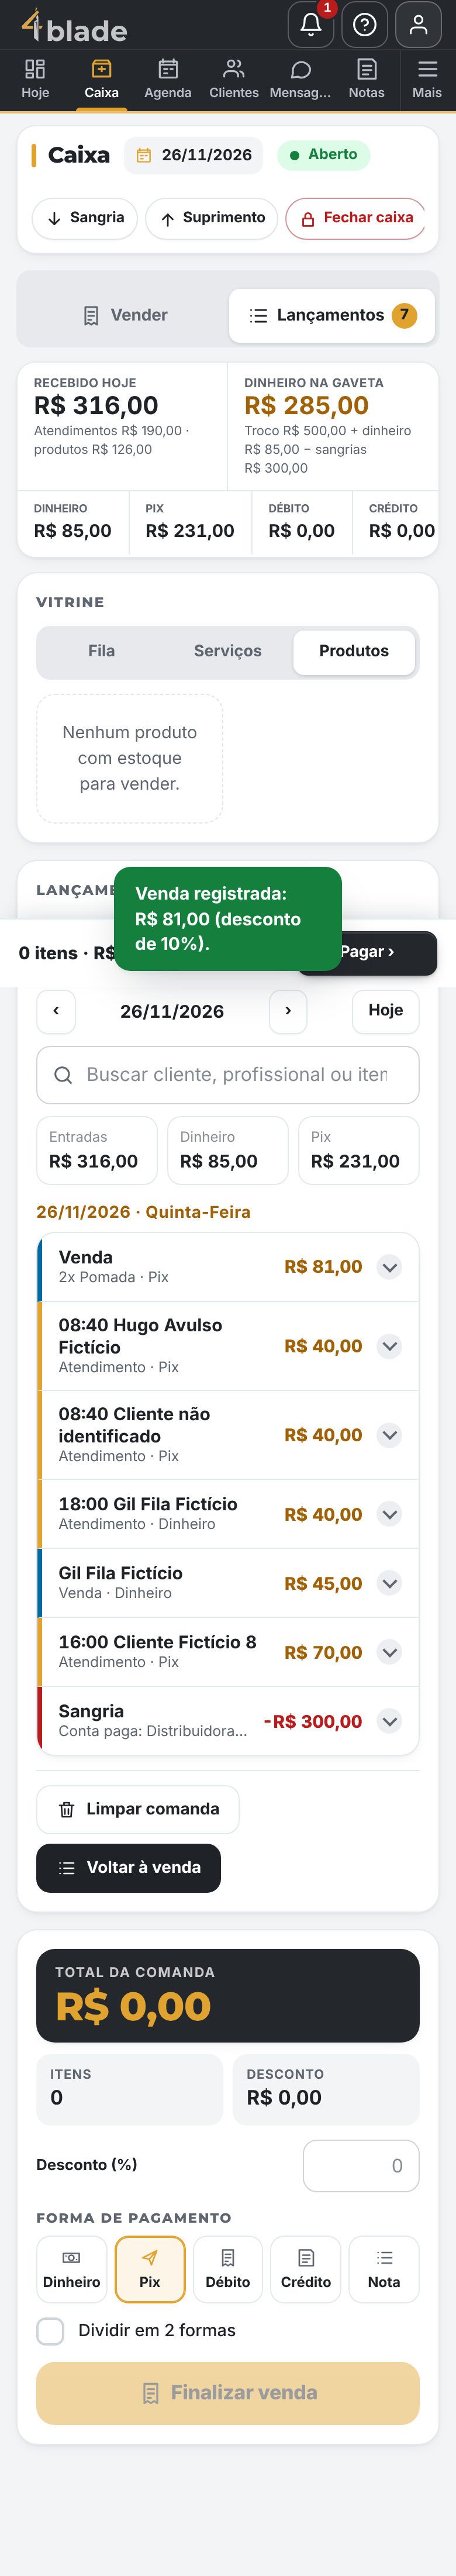 4blade
1
Hoje
Caixa
Agenda
Clientes
Mensag...
Notas
Mais
Caixa
26/11/2026
Aberto
Sangria
Suprimento
Fechar caixa
Vender
Lançamentos 7
RECEBIDO HOJE
R$ 316,00
Atendimentos R$ 190,00 ·
produtos R$ 126,00
DINHEIRO NA GAVETA
R$ 285,00
Troco R$ 500,00 + dinheiro
R$ 85,00 − sangrias
R$ 300,00
DINHEIRO
R$ 85,00
PIX
R$ 231,00
DÉBITO
R$ 0,00
CRÉDITO
R$ 0,00
VITRINE
Fila
Serviços
Produtos
Nenhum produto
com estoque
para vender.
LANÇAME
Venda registrada:
R$ 81,00 (desconto
de 10%).
0 itens · R$
Pagar ›
‹
26/11/2026
›
Hoje
Buscar cliente, profissional ou iten
Entradas
R$ 316,00
Dinheiro
R$ 85,00
Pix
R$ 231,00
26/11/2026 · Quinta-Feira
Venda
2x Pomada · Pix
R$ 81,00
08:40 Hugo Avulso
Fictício
Atendimento · Pix
R$ 40,00
08:40 Cliente não
identificado
Atendimento · Pix
R$ 40,00
18:00 Gil Fila Fictício
Atendimento · Dinheiro
R$ 40,00
Gil Fila Fictício
Venda · Dinheiro
R$ 45,00
16:00 Cliente Fictício 8
Atendimento · Pix
R$ 70,00
Sangria
Conta paga: Distribuidora...
-R$ 300,00
Limpar comanda
Voltar à venda
TOTAL DA COMANDA
R$ 0,00
ITENS
0
DESCONTO
R$ 0,00
Desconto (%)
0
FORMA DE PAGAMENTO
Dinheiro
Pix
Débito
Crédito
Nota
Dividir em 2 formas
Finalizar venda